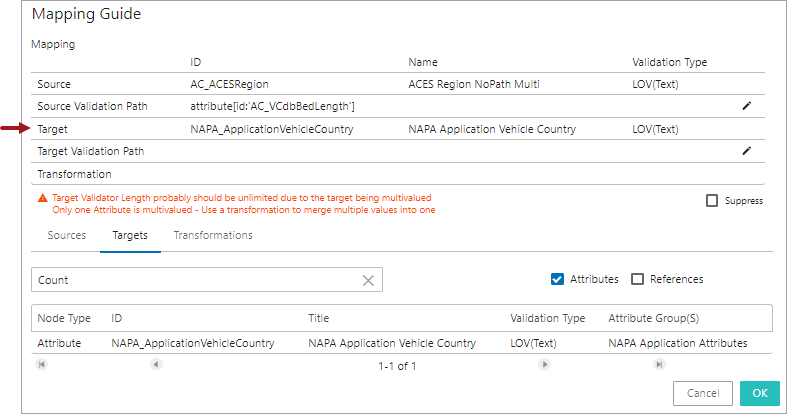 Mapping Guide
Mapping
ID Name Validation Type
Source AC_ACESRegion ACES Region NoPath Multi LOV(Text)
Source Validation Path attribute[id:'AC_VCdbBedLength']
Target NAPA_ApplicationVehicleCountry NAPA Application Vehicle Country LOV(Text)
Target Validation Path
Transformation
Target Validator Length probably should be unlimited due to the target being multivalued
Only one Attribute is multivalued - Use a transformation to merge multiple values into one
Suppress
Sources Targets Transformations
Count Attributes References
Node Type ID Title Validation Type Attribute Group(S)
Attribute NAPA_ApplicationVehicleCountry NAPA Application Vehicle Country LOV(Text) NAPA Application Attributes
1-1 of 1
Cancel OK